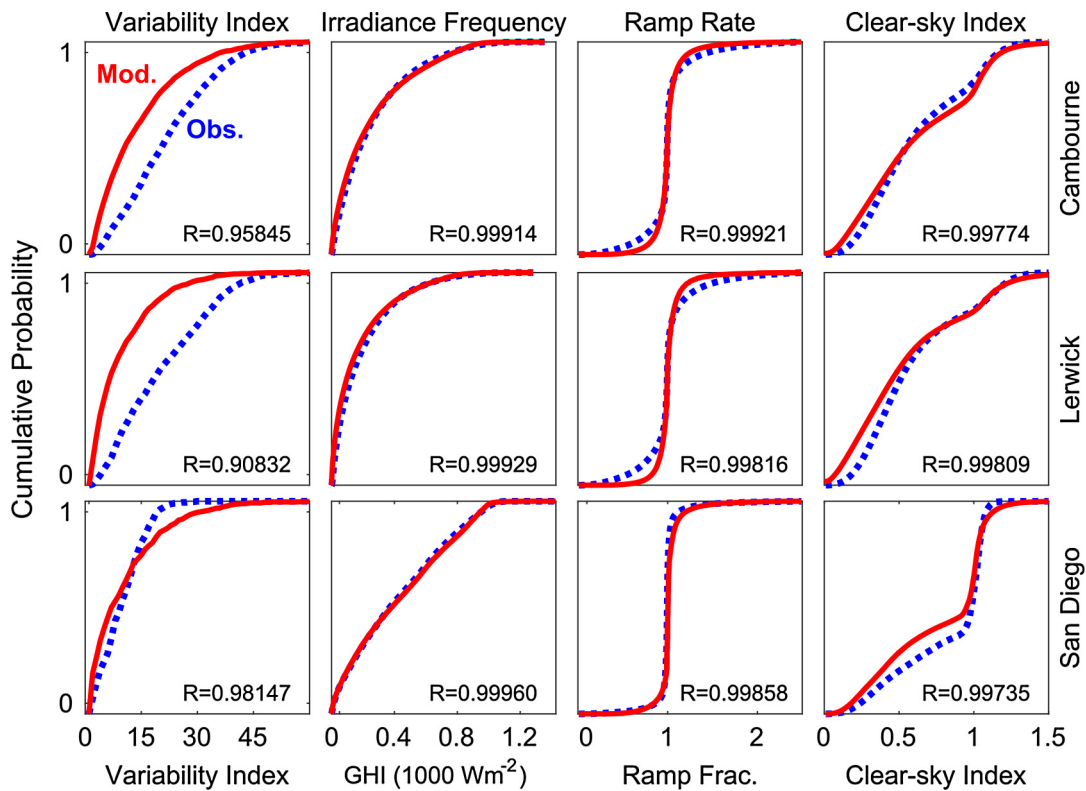 Variability Index
Irradiance Frequency
Ramp Rate
Clear-sky Index
1
Mod.
Obs.
0
R=0.95845
R=0.99914
R=0.99921
R=0.99774
Cambourne
Cumulative Probability
1
0
R=0.90832
R=0.99929
R=0.99816
R=0.99809
Lerwick
1
0
R=0.98147
R=0.99960
R=0.99858
R=0.99735
San Diego
0 15 30 45
0 0.4 0.8 1.2
0 1 2
0 0.5 1 1.5
Variability Index
GHI (1000 Wm⁻²)
Ramp Frac.
Clear-sky Index